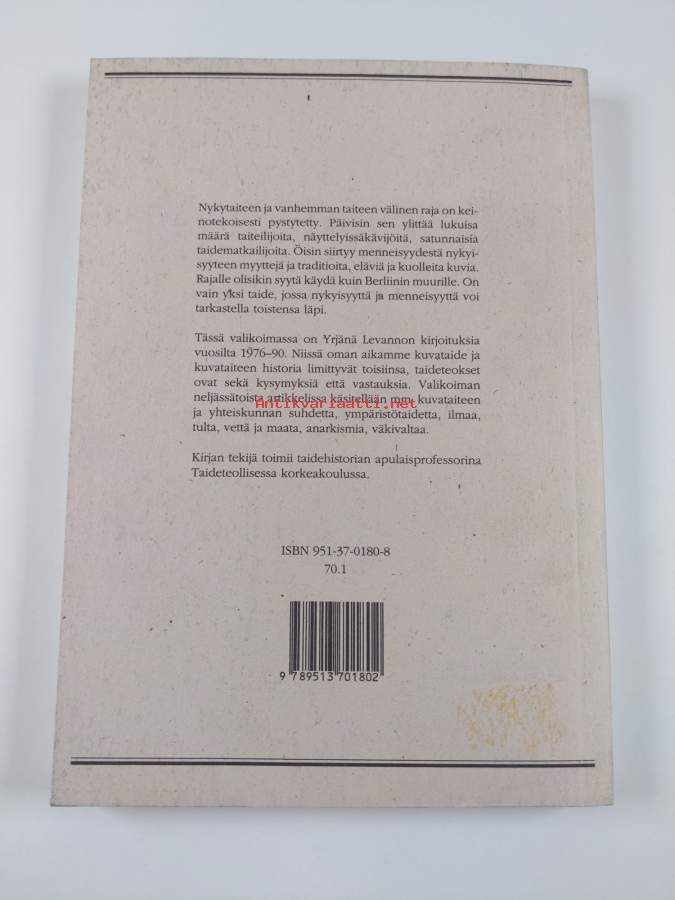 Nykytaiteen ja vanhemman taiteen välinen raja on kei-
notekoisesti pystytetty. Päivisin sen ylittää lukuisa
määrä taiteilijoita, näyttelyissäkävijöitä, satunnaisiä
taidematkailijoita. Öisin siirtyy menneisyydestä nykyi-
syyteen myyttejä ja traditioita, eläviä ja kuolleita kuvia.
Rajalle olisikin syytä käydä kuin Berliinin muurille. On
vain yksi taide, jossa nykyisyyttä ja menneisyyttä voi
tarkastella toistensa läpi.
Tässä valikoimassa on Yrjänä Levannon kirjoituksia
vuosilta 1976–90. Niissä oman aikamme kuvataide ja
kuvataiteen historia limittyvät toisiinsa, taideteokset
ovat sekä kysymyksiä että vastauksia. Valikoiman
neljässätoista artikkelissa käsitellään mm. kuvataiteen
Antikvariaatti.net
ja yhteiskunnan suhdetta, ympäristötaidetta, ilmaa,
tulta, vettä ja maata, anarkismia, väkivaltaa.
Kirjan tekijä toimii taidehistorian apulaisprofessorina
Taideteollisessa korkeakoulussa.
ISBN 951-37-0180-8
70.1
9 789513 701802